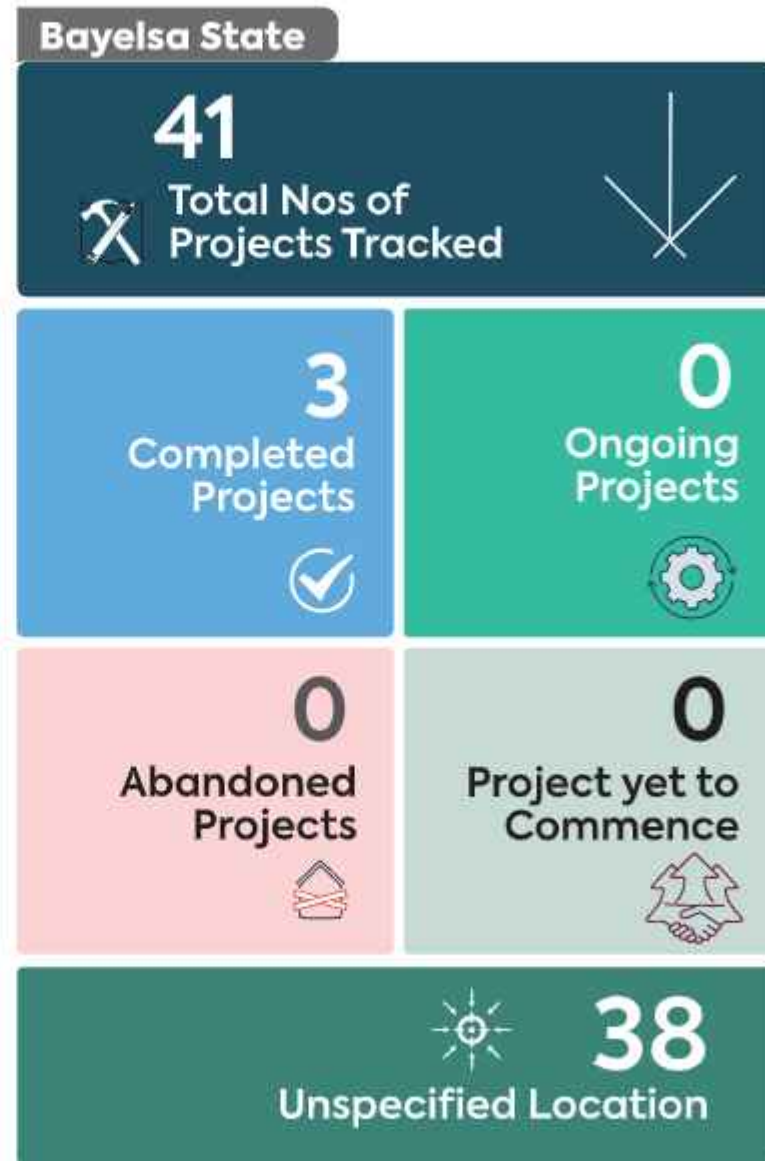 Bayelsa State
41
Total Nos of
Projects Tracked
3
Completed
Projects
0
Ongoing
Projects
0
Abandoned
Projects
0
Project yet to
Commence
38
Unspecified Location